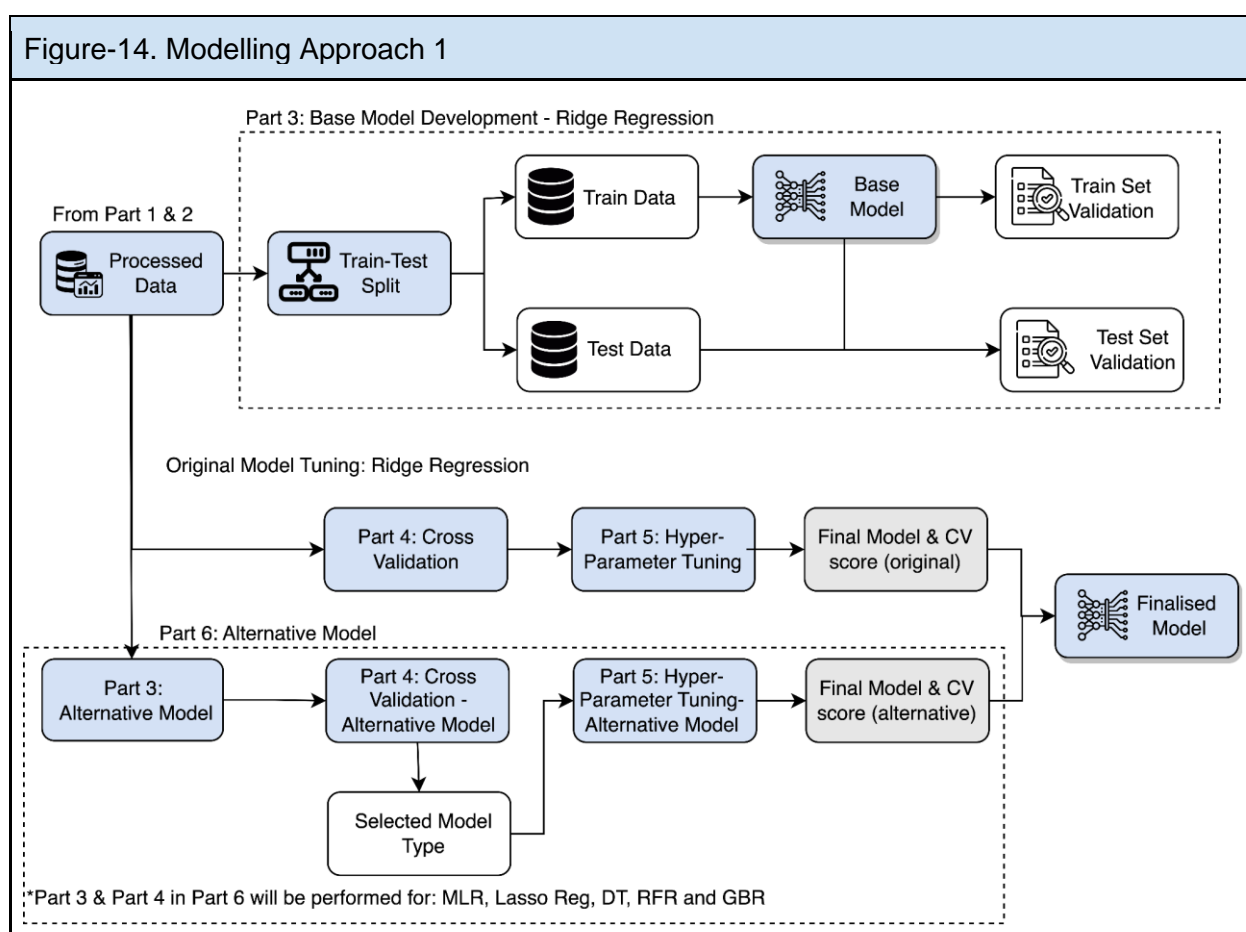 Figure-14. Modelling Approach 1
Part 3: Base Model Development - Ridge Regression
Train Data
Base
Model
Train Set
Validation
From Part 1 & 2
Processed
Data
Train-Test
Split
Test Data
Test Set
Validation
Original Model Tuning: Ridge Regression
Part 4: Cross
Validation
Part 5: Hyper-
Parameter Tuning
Final Model & CV
score (original)
Finalised
Model
Part 6: Alternative Model
Part 3:
Alternative Model
Part 4: Cross
Validation -
Alternative Model
Part 5: Hyper-
Parameter Tuning-
Alternative Model
Final Model & CV
score (alternative)
Selected Model
Type
*Part 3 & Part 4 in Part 6 will be performed for: MLR, Lasso Reg, DT, RFR and GBR